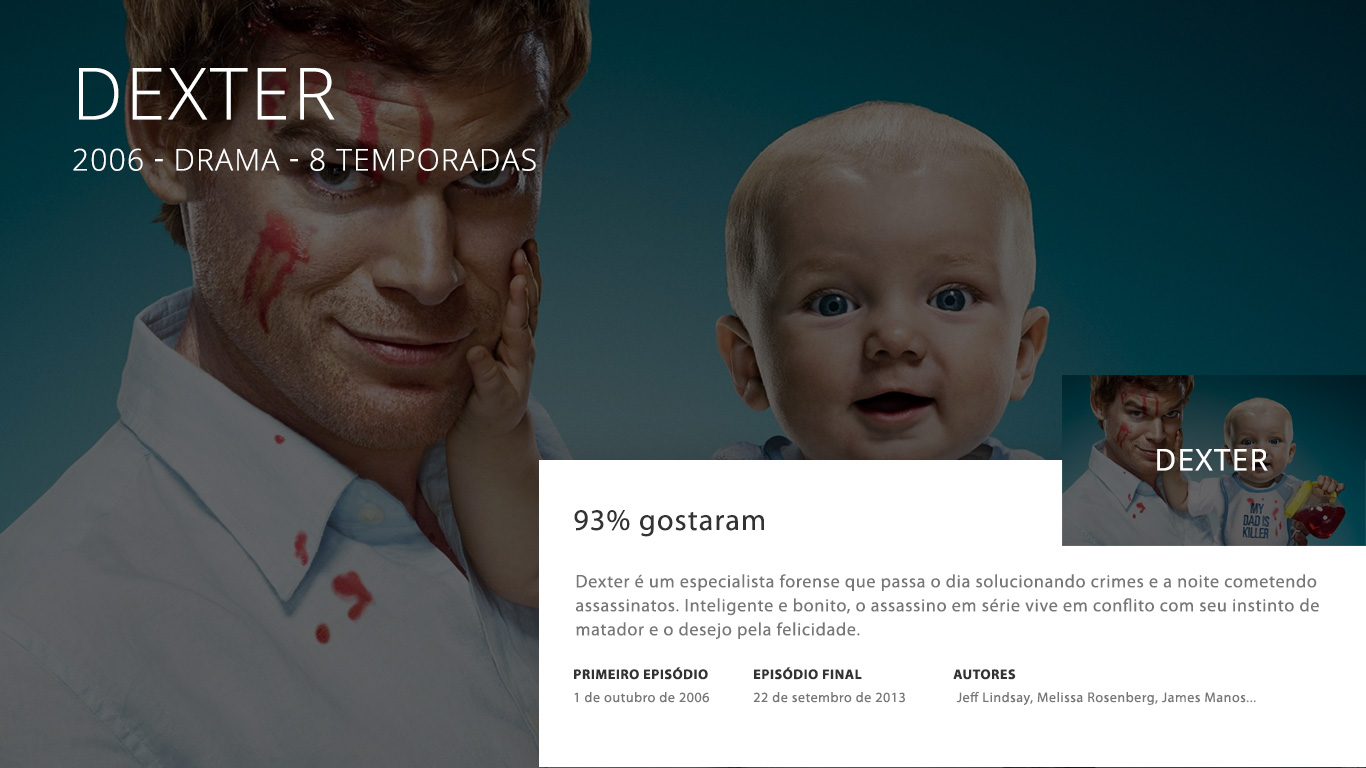 DEXTER
2006 - DRAMA - 8 TEMPORADAS
DEXTER
MY
DAD IS
KILLER
93% gostaram
Dexter é um especialista forense que passa o dia solucionando crimes e a noite cometendo
assassinatos. Inteligente e bonito, o assassino em série vive em conflito com seu instinto de
matador e o desejo pela felicidade.
PRIMEIRO EPISÓDIO
1 de outubro de 2006
EPISÓDIO FINAL
22 de setembro de 2013
AUTORES
Jeff Lindsay, Melissa Rosenberg, James Manos...